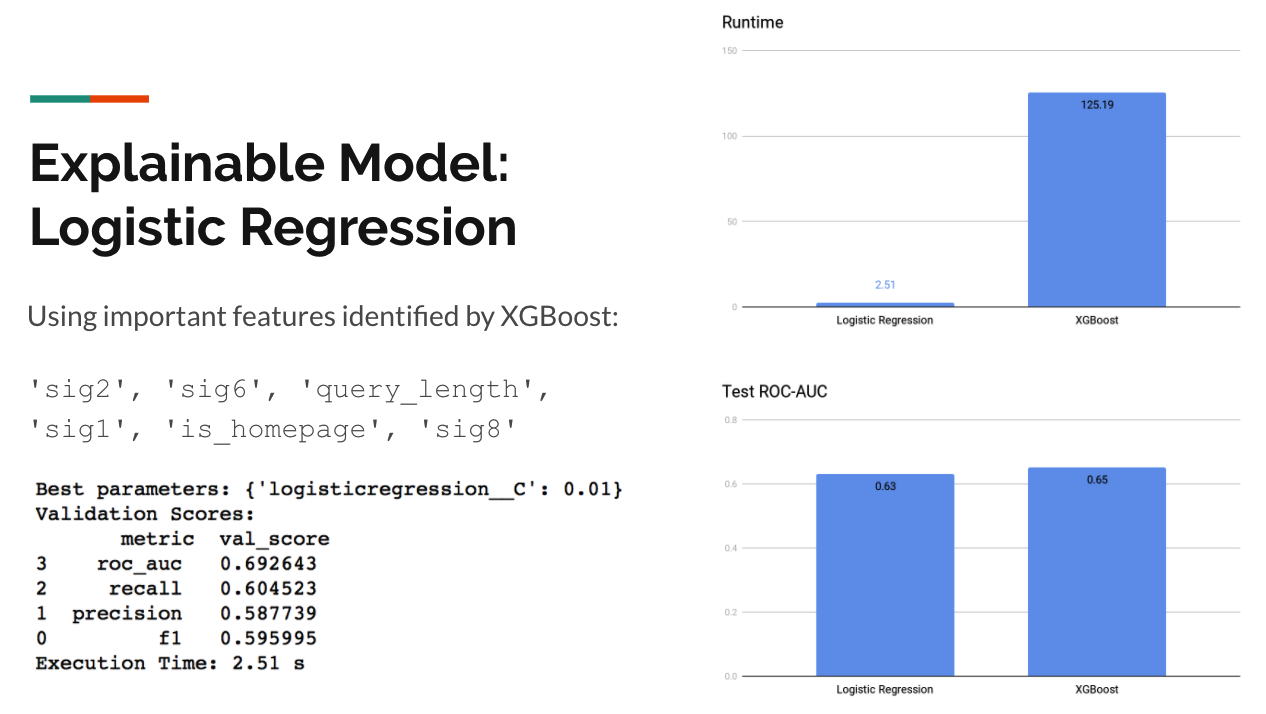 Explainable Model:
Logistic Regression
Using important features identified by XGBoost:
'sig2', 'sig6', 'query_length',
'sig1', 'is_homepage', 'sig8'
Best parameters: {'logisticregression__C': 0.01}
Validation Scores:
metric val_score
3 roc_auc 0.692643
2 recall 0.604523
1 precision 0.587739
0 f1 0.595995
Execution Time: 2.51 s
Runtime
150
100
50
0
2.51
125.19
Logistic Regression
XGBoost
Test ROC-AUC
0.8
0.6
0.4
0.2
0.0
0.63
0.65
Logistic Regression
XGBoost